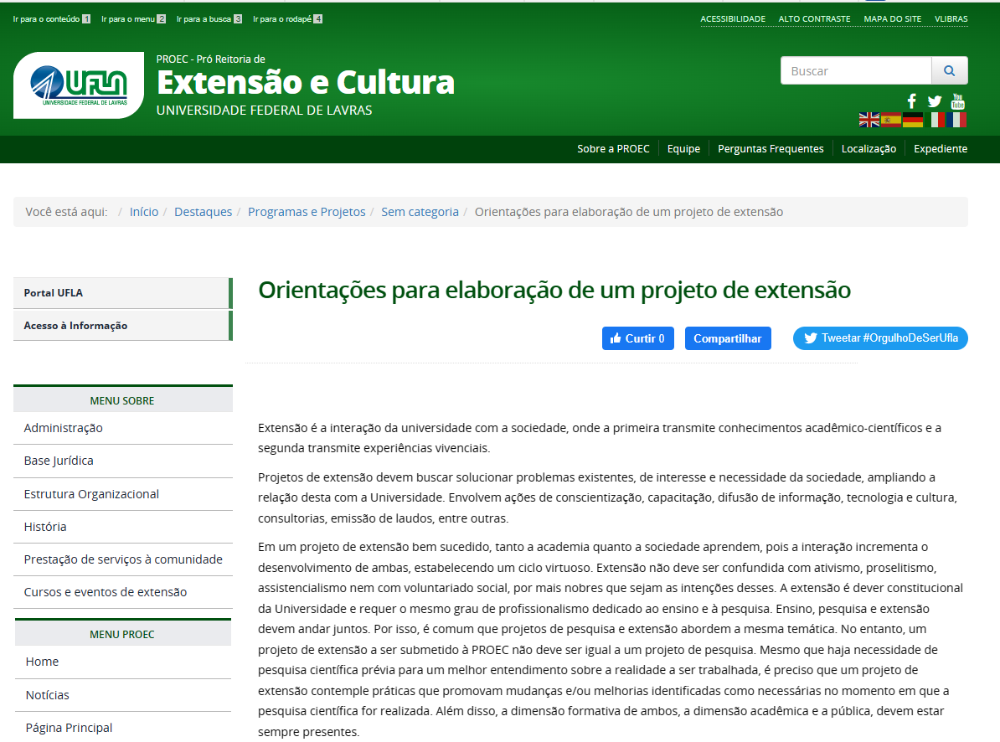 Ir para o conteúdo 1 Ir para o menu 2 Ir para a busca 3 Ir para o rodapé 4
ACESSIBILIDADE ALTO CONTRASTE MAPA DO SITE VLIBRAS
UFLA
UNIVERSIDADE FEDERAL DE LAVRAS
PROEC - Pró Reitoria de
Extensão e Cultura
UNIVERSIDADE FEDERAL DE LAVRAS
Buscar
You
Tube
Sobre a PROEC Equipe Perguntas Frequentes Localização Expediente
Você está aqui: / Início / Destaques / Programas e Projetos / Sem categoria / Orientações para elaboração de um projeto de extensão
Portal UFLA
Acesso à Informação
MENU SOBRE
Administração
Base Jurídica
Estrutura Organizacional
História
Prestação de serviços à comunidade
Cursos e eventos de extensão
MENU PROEC
Home
Notícias
Página Principal
Orientações para elaboração de um projeto de extensão
Curtir 0 Compartilhar Tweetar #OrgulhoDeSerUfla
Extensão é a interação da universidade com a sociedade, onde a primeira transmite conhecimentos acadêmico-científicos e a
segunda transmite experiências vivenciais.
Projetos de extensão devem buscar solucionar problemas existentes, de interesse e necessidade da sociedade, ampliando a
relação desta com a Universidade. Envolvem ações de conscientização, capacitação, difusão de informação, tecnologia e cultura,
consultorias, emissão de laudos, entre outras.
Em um projeto de extensão bem sucedido, tanto a academia quanto a sociedade aprendem, pois a interação incrementa o
desenvolvimento de ambas, estabelecendo um ciclo virtuoso. Extensão não deve ser confundida com ativismo, proselitismo,
assistencialismo nem com voluntariado social, por mais nobres que sejam as intenções desses. A extensão é dever constitucional
da Universidade e requer o mesmo grau de profissionalismo dedicado ao ensino e à pesquisa. Ensino, pesquisa e extensão
devem andar juntos. Por isso, é comum que projetos de pesquisa e extensão abordem a mesma temática. No entanto, um
projeto de extensão a ser submetido à PROEC não deve ser igual a um projeto de pesquisa. Mesmo que haja necessidade de
pesquisa científica prévia para um melhor entendimento sobre a realidade a ser trabalhada, é preciso que um projeto de
extensão contemple práticas que promovam mudanças e/ou melhorias identificadas como necessárias no momento em que a
pesquisa científica for realizada. Além disso, a dimensão formativa de ambos, a dimensão acadêmica e a pública, devem estar
sempre presentes.